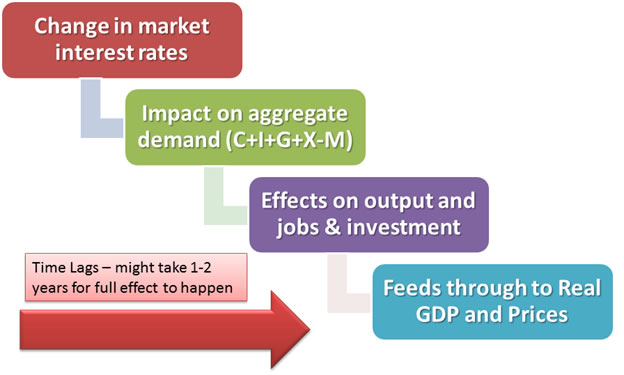 Change in market
interest rates
Impact on aggregate
demand (C+I+G+X-M)
Effects on output and
jobs & investment
Time Lags – might take 1-2
years for full effect to happen
Feeds through to Real
GDP and Prices